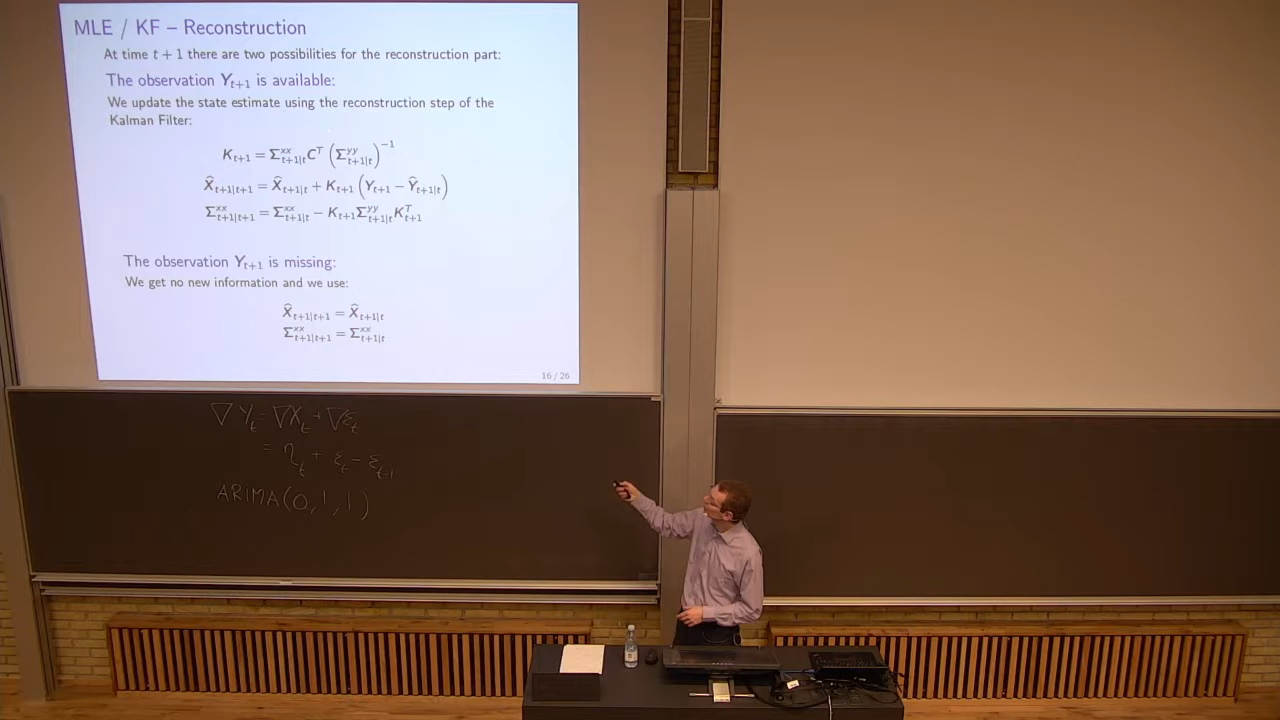 MLE / KF – Reconstruction
At time t + 1 there are two possibilities for the reconstruction part:
The observation Y_{t+1} is available:
We update the state estimate using the reconstruction step of the
Kalman Filter:
K_{t+1} = Σ^{xx}_{t+1|t} C^T (Σ^{yy}_{t+1|t})^{-1}
X̂_{t+1|t+1} = X̂_{t+1|t} + K_{t+1} (Y_{t+1} − Ŷ_{t+1|t})
Σ^{xx}_{t+1|t+1} = Σ^{xx}_{t+1|t} − K_{t+1} Σ^{yy}_{t+1|t} K^T_{t+1}
The observation Y_{t+1} is missing:
We get no new information and we use:
X̂_{t+1|t+1} = X̂_{t+1|t}
Σ^{xx}_{t+1|t+1} = Σ^{xx}_{t+1|t}
16 / 26
∇Y_t = ∇X_t + ∇ε_t
= η_t + ε_t − ε_{t-1}
ARIMA(0,1,1)